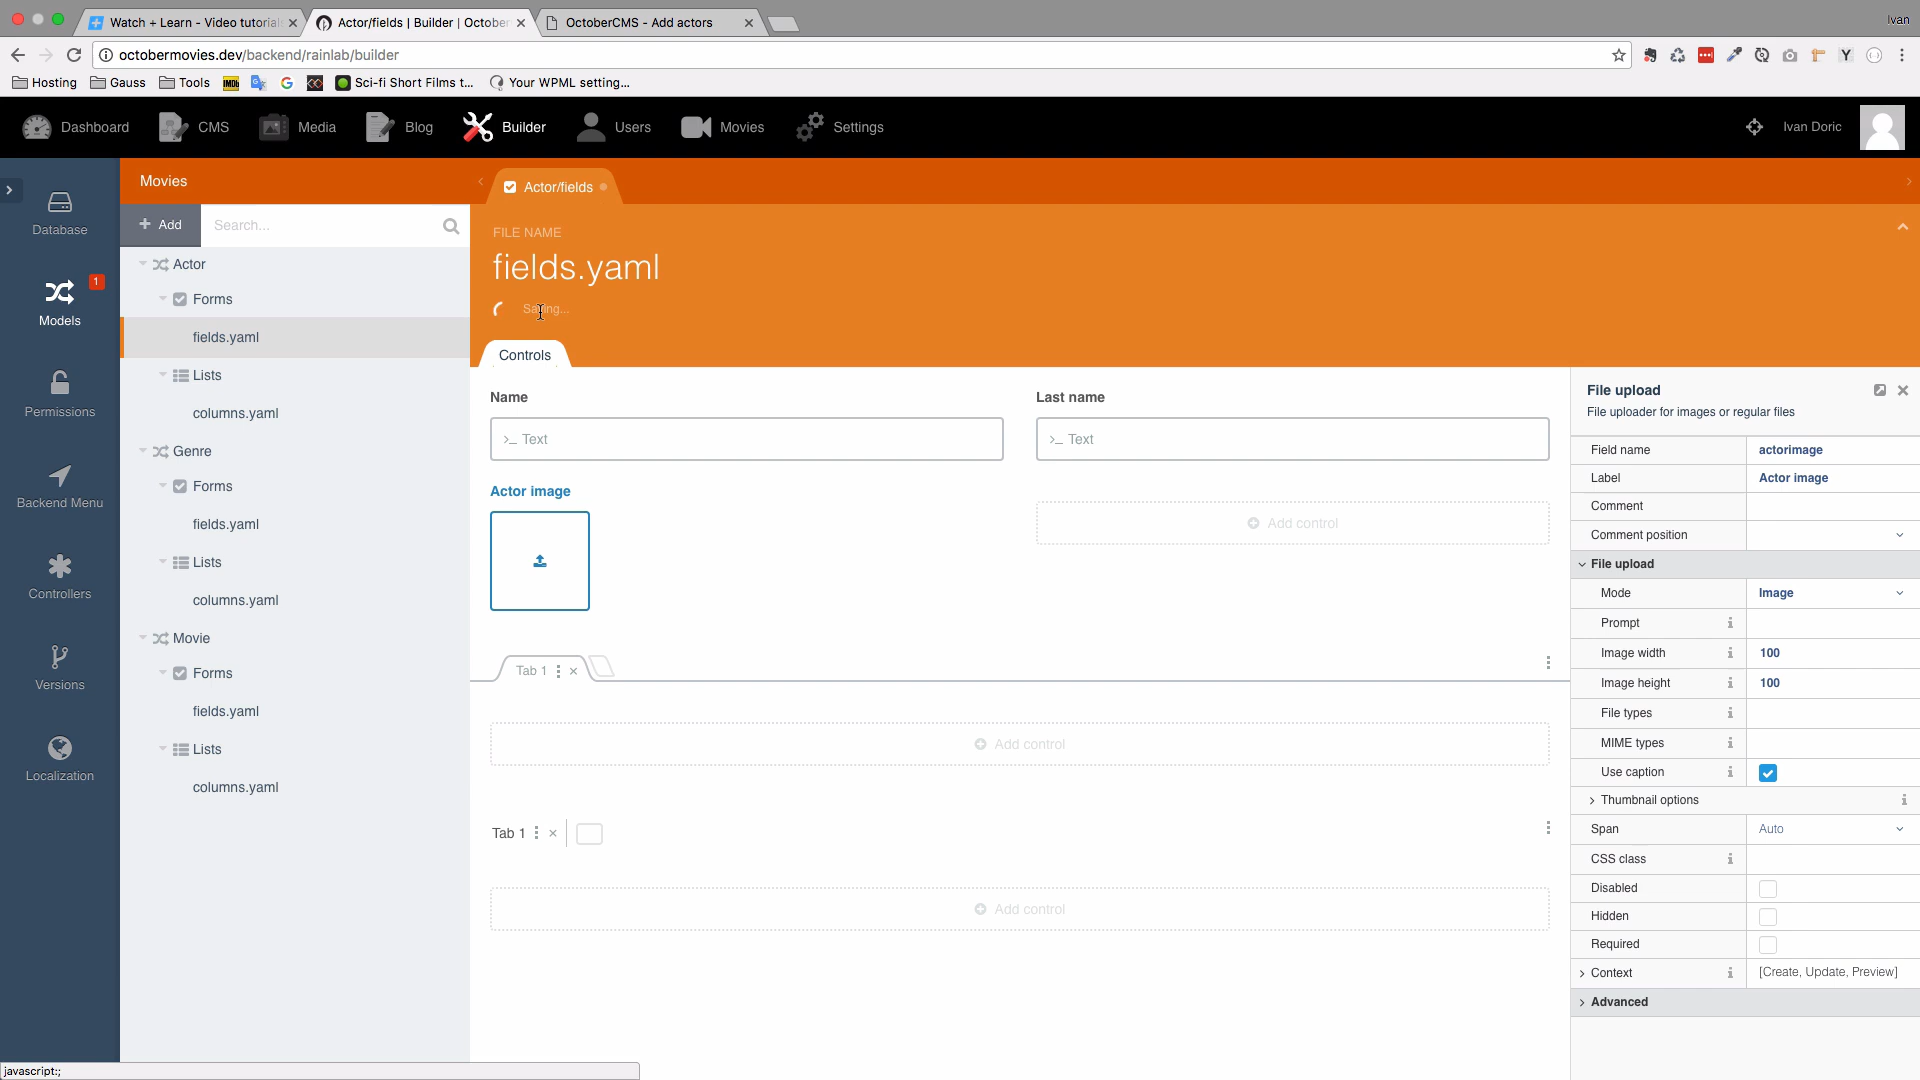 Watch + Learn - Video tutorial
Actor/fields | Builder | October
OctoberCMS - Add actors
Ivan
octobermovies.dev/backend/rainlab/builder
Hosting
Gauss
Tools
IMDb
Sci-fi Short Films t...
Your WPML setting...
Dashboard
CMS
Media
Blog
Builder
Users
Movies
Settings
Ivan Doric
Database
1
Models
Permissions
Backend Menu
Controllers
Versions
Localization
Movies
+ Add
Search...
Actor
Forms
fields.yaml
Lists
columns.yaml
Genre
Forms
fields.yaml
Lists
columns.yaml
Movie
Forms
fields.yaml
Lists
columns.yaml
Actor/fields
FILE NAME
fields.yaml
Saving...
Controls
Name
Last name
>_ Text
>_ Text
Actor image
Add control
Tab 1
Add control
Tab 1
Add control
File upload
File uploader for images or regular files
Field name actorimage
Label Actor image
Comment
Comment position
File upload
Mode Image
Prompt
Image width 100
Image height 100
File types
MIME types
Use caption
Thumbnail options
Span Auto
CSS class
Disabled
Hidden
Required
Context [Create, Update, Preview]
Advanced
javascript:;